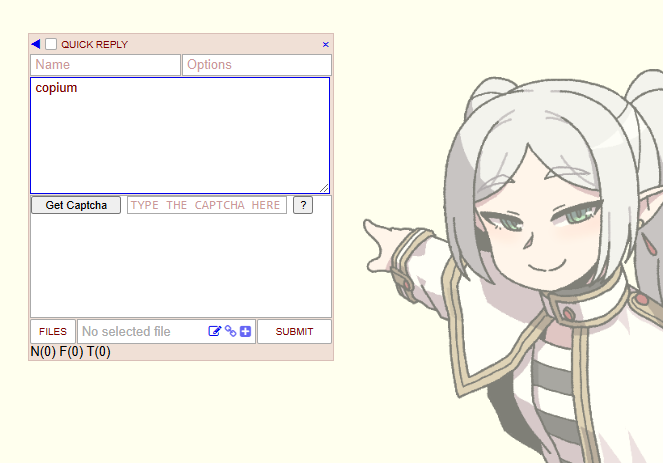 QUICK REPLY ×
Name Options
copium
Get Captcha TYPE THE CAPTCHA HERE ?
FILES No selected file SUBMIT
N(0) F(0) T(0)